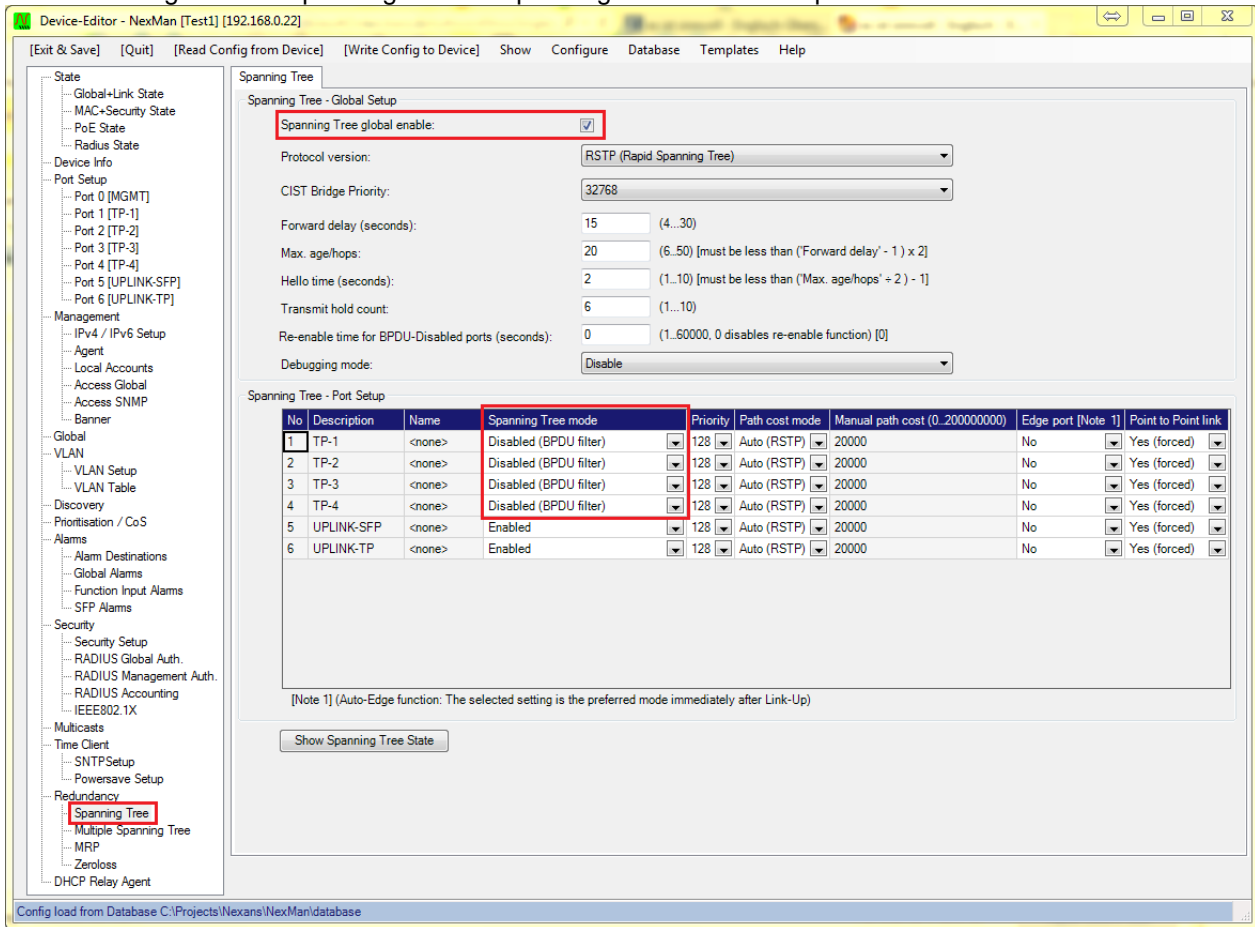 Device-Editor - NexMan [Test1] [192.168.0.22]
[Exit & Save] [Quit] [Read Config from Device] [Write Config to Device] Show Configure Database Templates Help
State
Global+Link State
MAC+Security State
PoE State
Radius State
Device Info
Port Setup
Port 0 [MGMT]
Port 1 [TP-1]
Port 2 [TP-2]
Port 3 [TP-3]
Port 4 [TP-4]
Port 5 [UPLINK-SFP]
Port 6 [UPLINK-TP]
Management
IPv4 / IPv6 Setup
Agent
Local Accounts
Access Global
Access SNMP
Banner
Global
VLAN
VLAN Setup
VLAN Table
Discovery
Prioritisation / CoS
Alarms
Alarm Destinations
Global Alarms
Function Input Alarms
SFP Alarms
Security
Security Setup
RADIUS Global Auth.
RADIUS Management Auth.
RADIUS Accounting
IEEE802.1X
Multicasts
Time Client
SNTPSetup
Powersave Setup
Redundancy
Spanning Tree
Multiple Spanning Tree
MRP
Zeroloss
DHCP Relay Agent
Spanning Tree
Spanning Tree - Global Setup
Spanning Tree global enable:
Protocol version: RSTP (Rapid Spanning Tree)
CIST Bridge Priority: 32768
Forward delay (seconds): 15 (4...30)
Max. age/hops: 20 (6..50) [must be less than ('Forward delay' - 1 ) x 2]
Hello time (seconds): 2 (1..10) [must be less than ('Max. age/hops' ÷ 2 ) - 1]
Transmit hold count: 6 (1...10)
Re-enable time for BPDU-Disabled ports (seconds): 0 (1..60000, 0 disables re-enable function) [0]
Debugging mode: Disable
Spanning Tree - Port Setup
No Description Name Spanning Tree mode Priority Path cost mode Manual path cost (0..200000000) Edge port [Note 1] Point to Point link
1 TP-1 <none> Disabled (BPDU filter) 128 Auto (RSTP) 20000 No Yes (forced)
2 TP-2 <none> Disabled (BPDU filter) 128 Auto (RSTP) 20000 No Yes (forced)
3 TP-3 <none> Disabled (BPDU filter) 128 Auto (RSTP) 20000 No Yes (forced)
4 TP-4 <none> Disabled (BPDU filter) 128 Auto (RSTP) 20000 No Yes (forced)
5 UPLINK-SFP <none> Enabled 128 Auto (RSTP) 20000 No Yes (forced)
6 UPLINK-TP <none> Enabled 128 Auto (RSTP) 20000 No Yes (forced)
[Note 1] (Auto-Edge function: The selected setting is the preferred mode immediately after Link-Up)
Show Spanning Tree State
Config load from Database C:\Projects\Nexans\NexMan\database